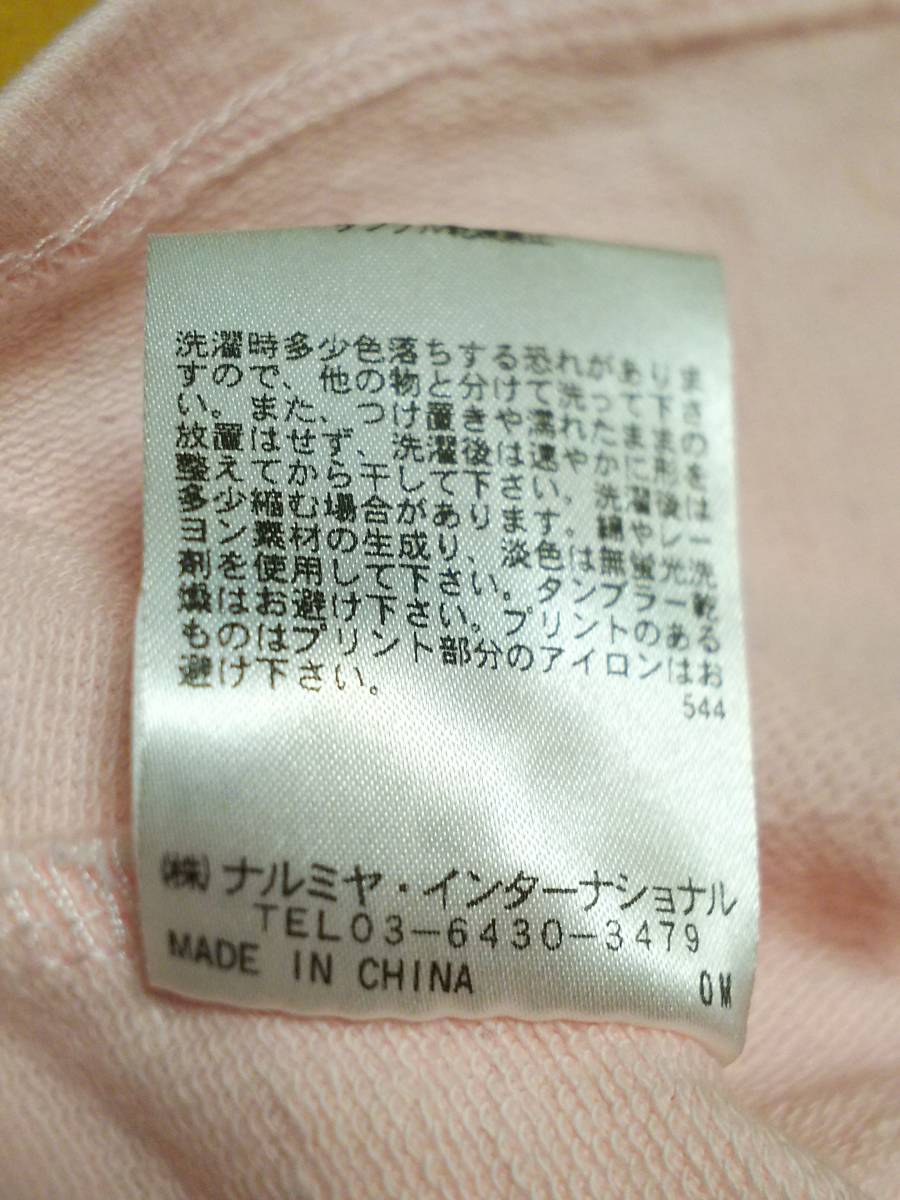 洗濯時多少色落ちする恐れがありま
すので、他の物と分けて洗って下さ
い。また、つけ置きや濡れたままの
放置はせず、洗濯後は速やかに形を
整えて干して下さい。洗濯後は
多少縮む場合があります。綿やレー
ヨン素材の生成り、淡色は無蛍光洗
剤を使用して下さい。タンブラー乾
燥はお避け下さい。プリントのある
ものはプリント部分のアイロンはお
避け下さい。
544
㈱ナルミヤ・インターナショナル
TEL03-6430-3479
MADE IN CHINA
OM